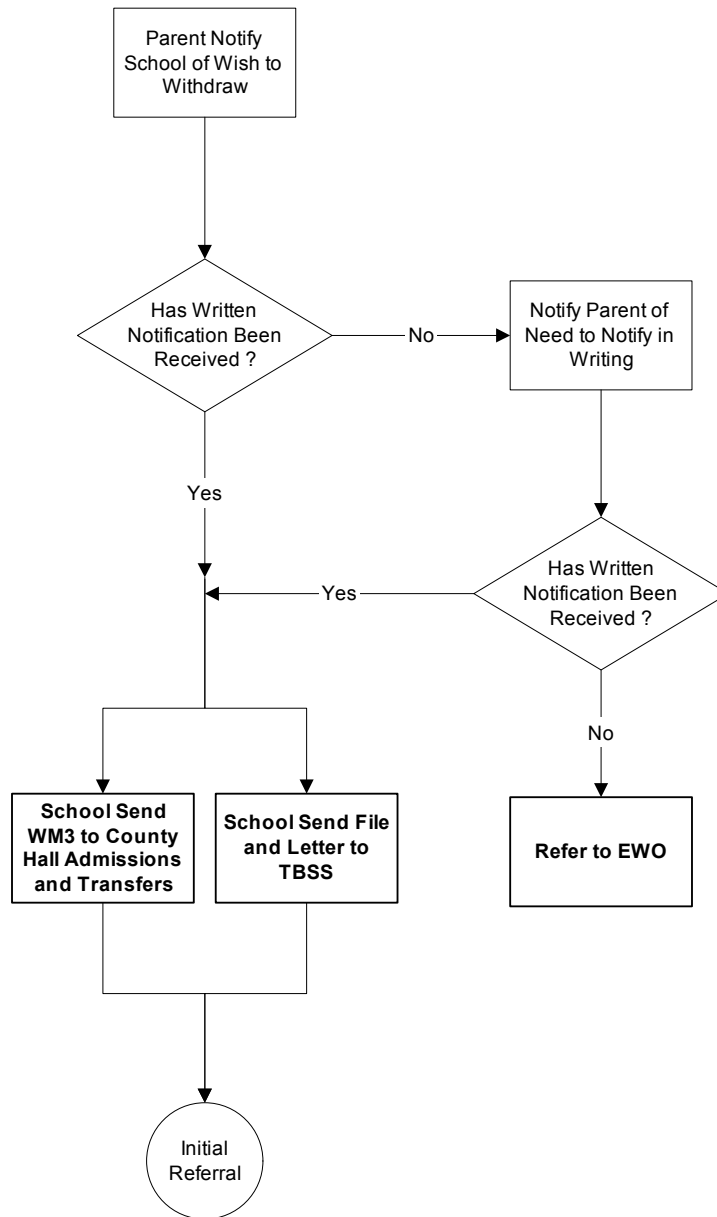 Parent Notify
School of Wish to
Withdraw
Has Written
Notification Been
Received ?
No
Notify Parent of
Need to Notify in
Writing
Yes
Has Written
Notification Been
Received ?
Yes
No
School Send
WM3 to County
Hall Admissions
and Transfers
School Send File
and Letter to
TBSS
Refer to EWO
Initial
Referral